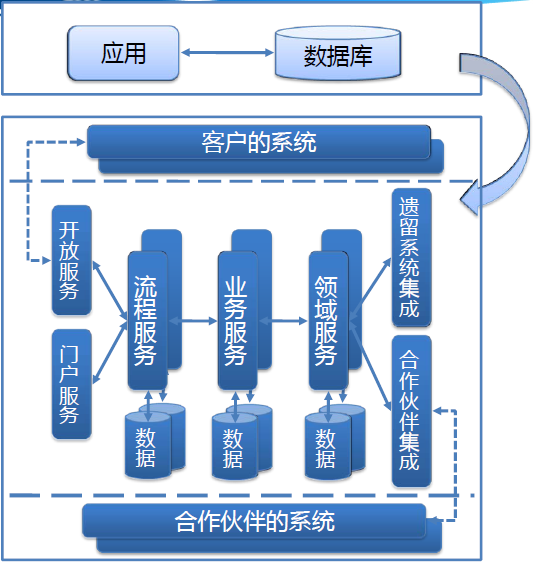 应用
数据库
客户的系统
开放服务
门户服务
流程服务
业务服务
领域服务
遗留系统集成
合作伙伴集成
数据
数据
数据
合作伙伴的系统